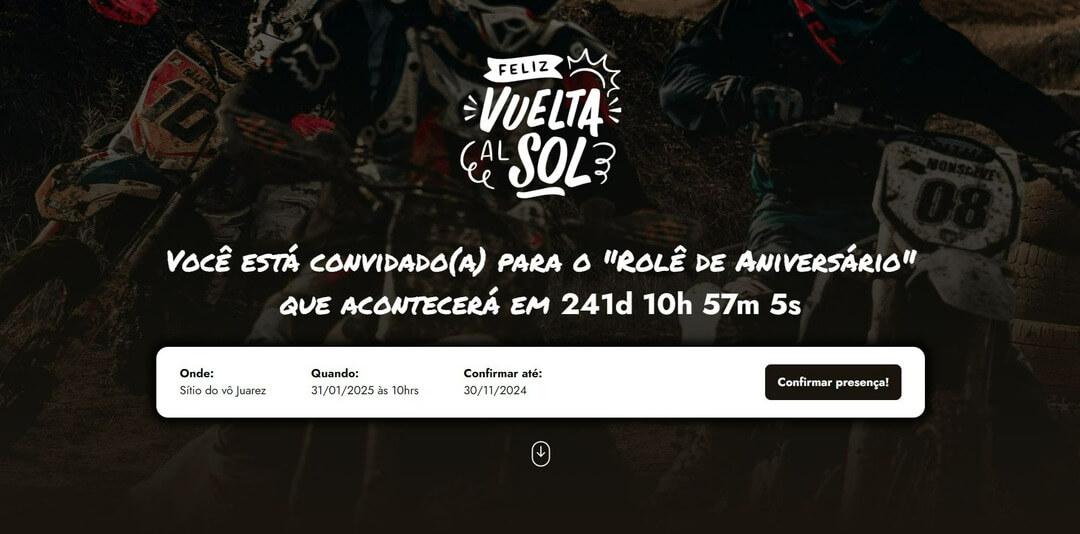 FELIZ
VUELTA
AL SOL
10
MONSTER
08
Você está convidado(a) para o "Rolê de Aniversário"
que acontecerá em 241d 10h 57m 5s
Onde:
Sítio do vô Juarez
Quando:
31/01/2025 às 10hrs
Confirmar até:
30/11/2024
Confirmar presença!